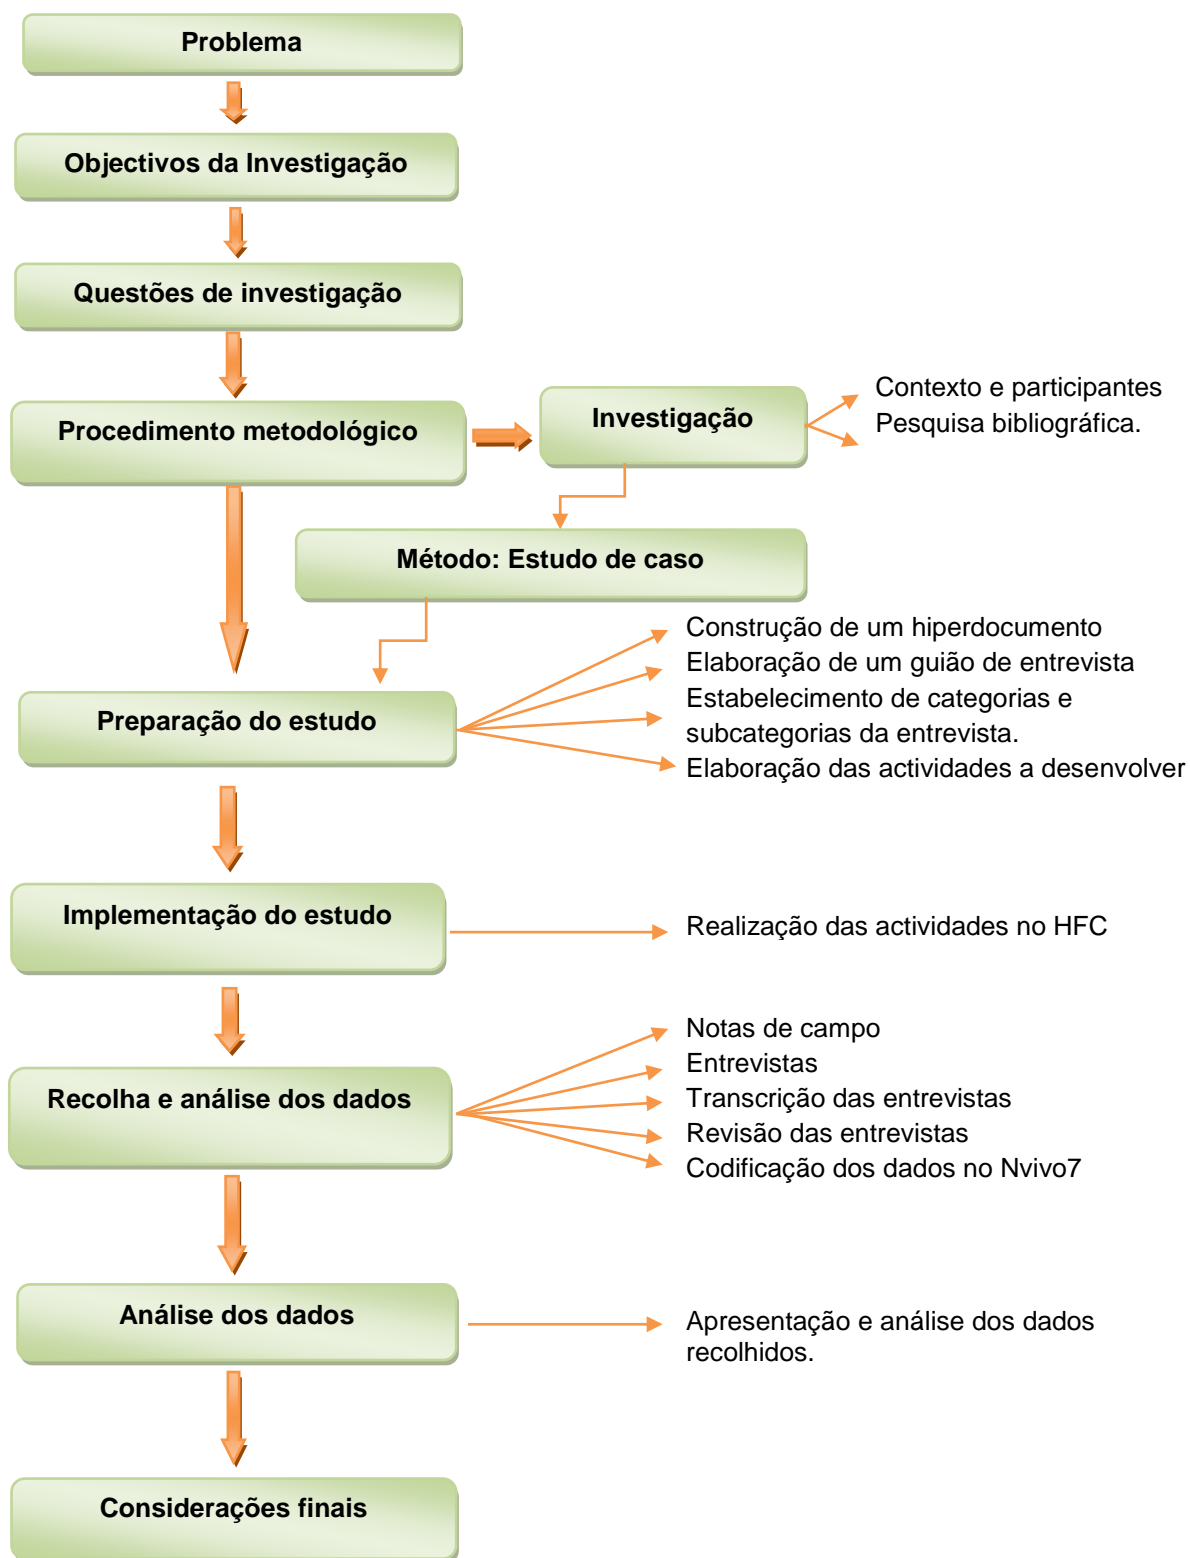 Problema
Objectivos da Investigação
Questões de investigação
Procedimento metodológico
Investigação
Contexto e participantes
Pesquisa bibliográfica.
Método: Estudo de caso
Preparação do estudo
Construção de um hiperdocumento
Elaboração de um guião de entrevista
Estabelecimento de categorias e
subcategorias da entrevista.
Elaboração das actividades a desenvolver
Implementação do estudo
Realização das actividades no HFC
Recolha e análise dos dados
Notas de campo
Entrevistas
Transcrição das entrevistas
Revisão das entrevistas
Codificação dos dados no Nvivo7
Análise dos dados
Apresentação e análise dos dados
recolhidos.
Considerações finais